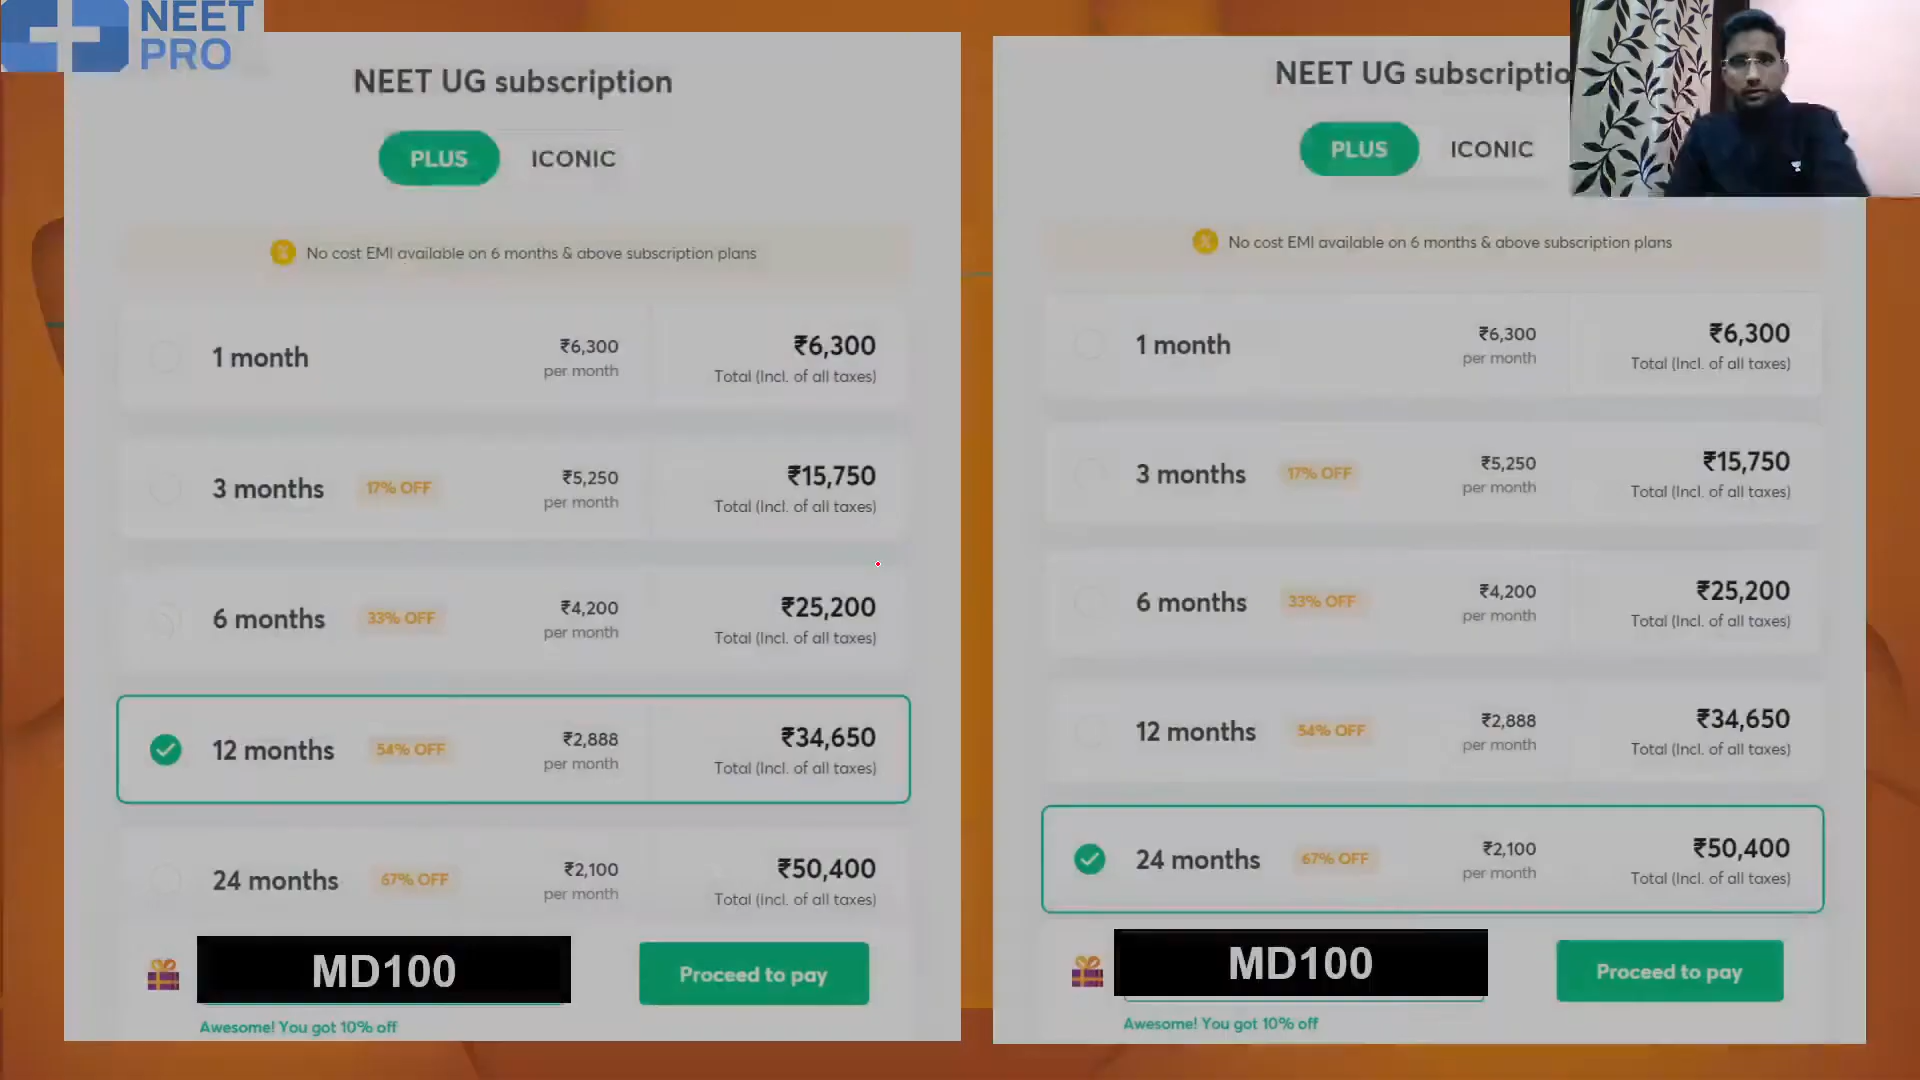 NEET
PRO
NEET UG subscription
PLUS
ICONIC
No cost EMI available on 6 months & above subscription plans
1 month
₹6,300
per month
₹6,300
Total (Incl. of all taxes)
3 months
17% OFF
₹5,250
per month
₹15,750
Total (Incl. of all taxes)
6 months
33% OFF
₹4,200
per month
₹25,200
Total (Incl. of all taxes)
12 months
54% OFF
₹2,888
per month
₹34,650
Total (Incl. of all taxes)
24 months
67% OFF
₹2,100
per month
₹50,400
Total (Incl. of all taxes)
MD100
Proceed to pay
Awesome! You got 10% off
NEET UG subscriptio
PLUS
ICONIC
No cost EMI available on 6 months & above subscription plans
1 month
₹6,300
per month
₹6,300
Total (Incl. of all taxes)
3 months
17% OFF
₹5,250
per month
₹15,750
Total (Incl. of all taxes)
6 months
33% OFF
₹4,200
per month
₹25,200
Total (Incl. of all taxes)
12 months
54% OFF
₹2,888
per month
₹34,650
Total (Incl. of all taxes)
24 months
67% OFF
₹2,100
per month
₹50,400
Total (Incl. of all taxes)
MD100
Proceed to pay
Awesome! You got 10% off